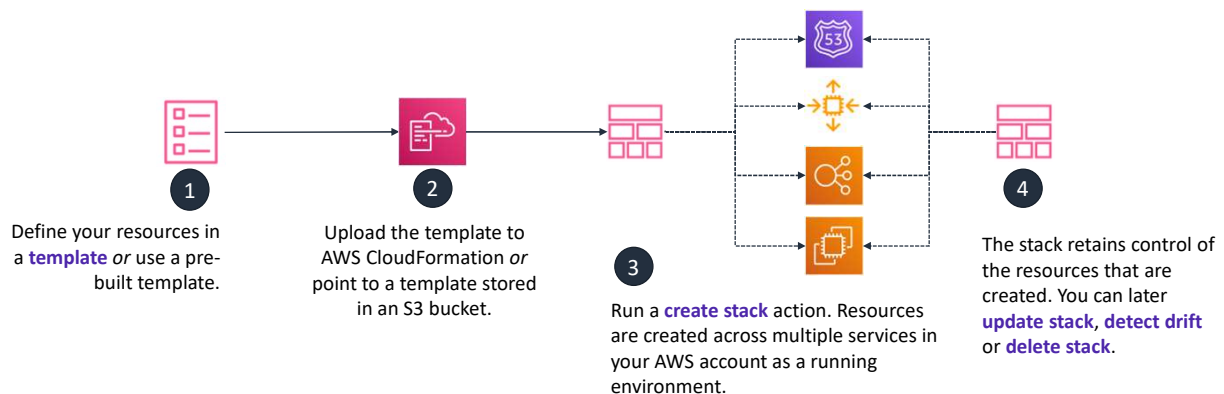 53
1
Define your resources in
a template or use a pre-
built template.
2
Upload the template to
AWS CloudFormation or
point to a template stored
in an S3 bucket.
3
Run a create stack action. Resources
are created across multiple services in
your AWS account as a running
environment.
4
The stack retains control of
the resources that are
created. You can later
update stack, detect drift
or delete stack.